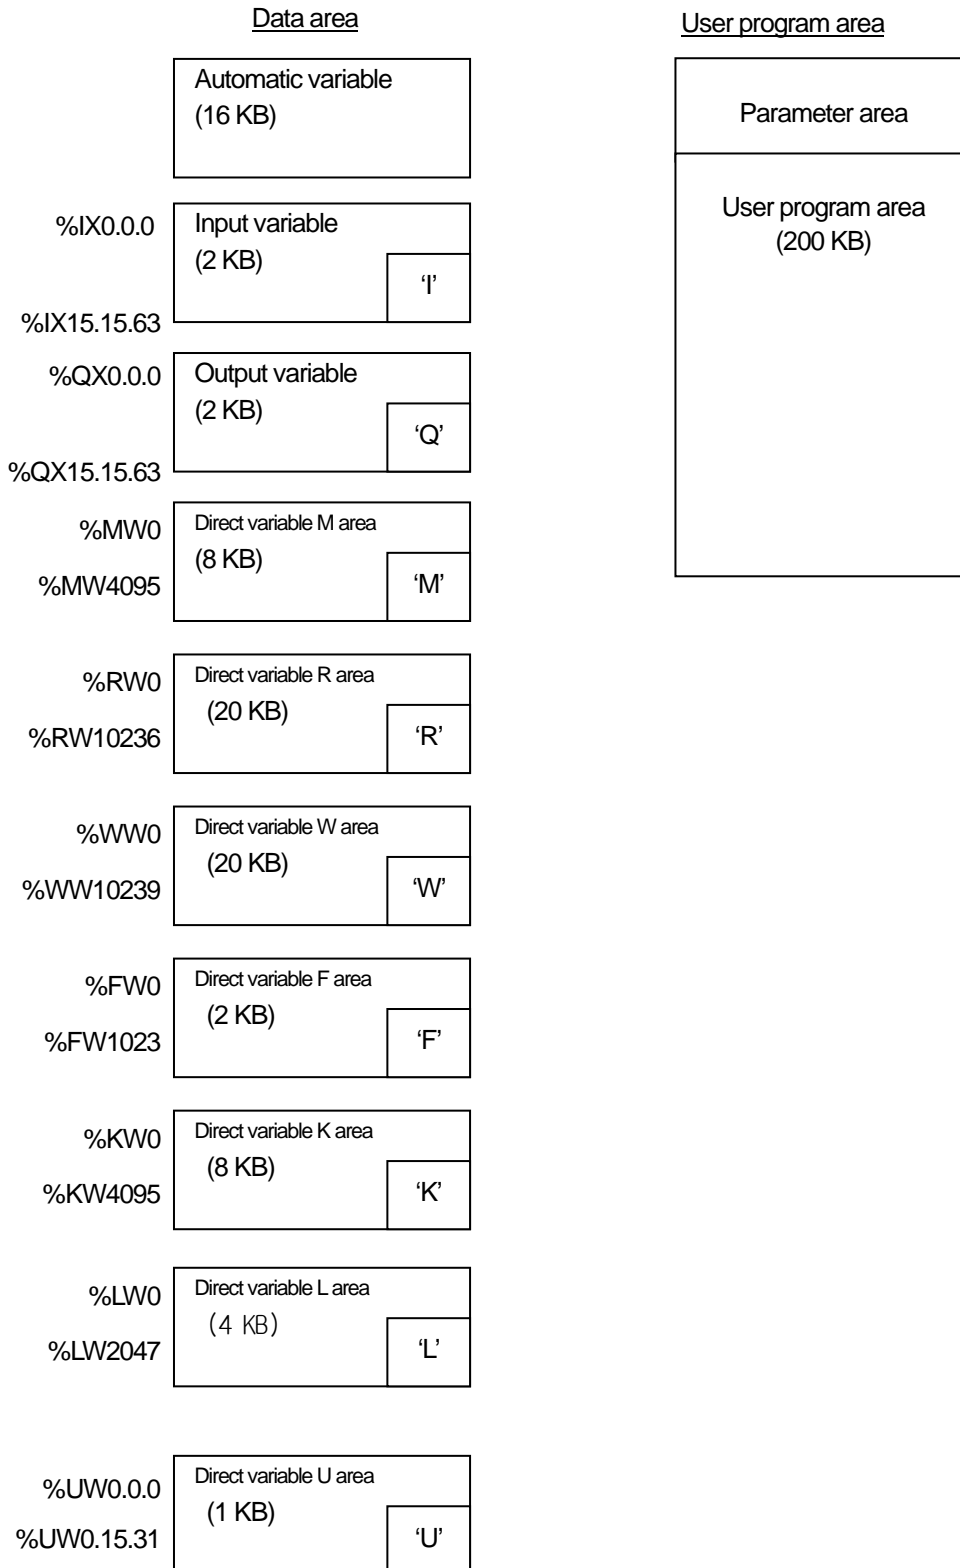 Data area
Automatic variable
(16 KB)
%IX0.0.0
Input variable
(2 KB)
‘I’
%IX15.15.63
%QX0.0.0
Output variable
(2 KB)
‘Q’
%QX15.15.63
%MW0
Direct variable M area
(8 KB)
%MW4095
‘M’
%RW0
Direct variable R area
(20 KB)
%RW10236
‘R’
%WW0
Direct variable W area
(20 KB)
%WW10239
‘W’
%FW0
Direct variable F area
(2 KB)
%FW1023
‘F’
%KW0
Direct variable K area
(8 KB)
%KW4095
‘K’
%LW0
Direct variable L area
(4 KB)
%LW2047
‘L’
%UW0.0.0
Direct variable U area
(1 KB)
%UW0.15.31
‘U’
User program area
Parameter area
User program area
(200 KB)